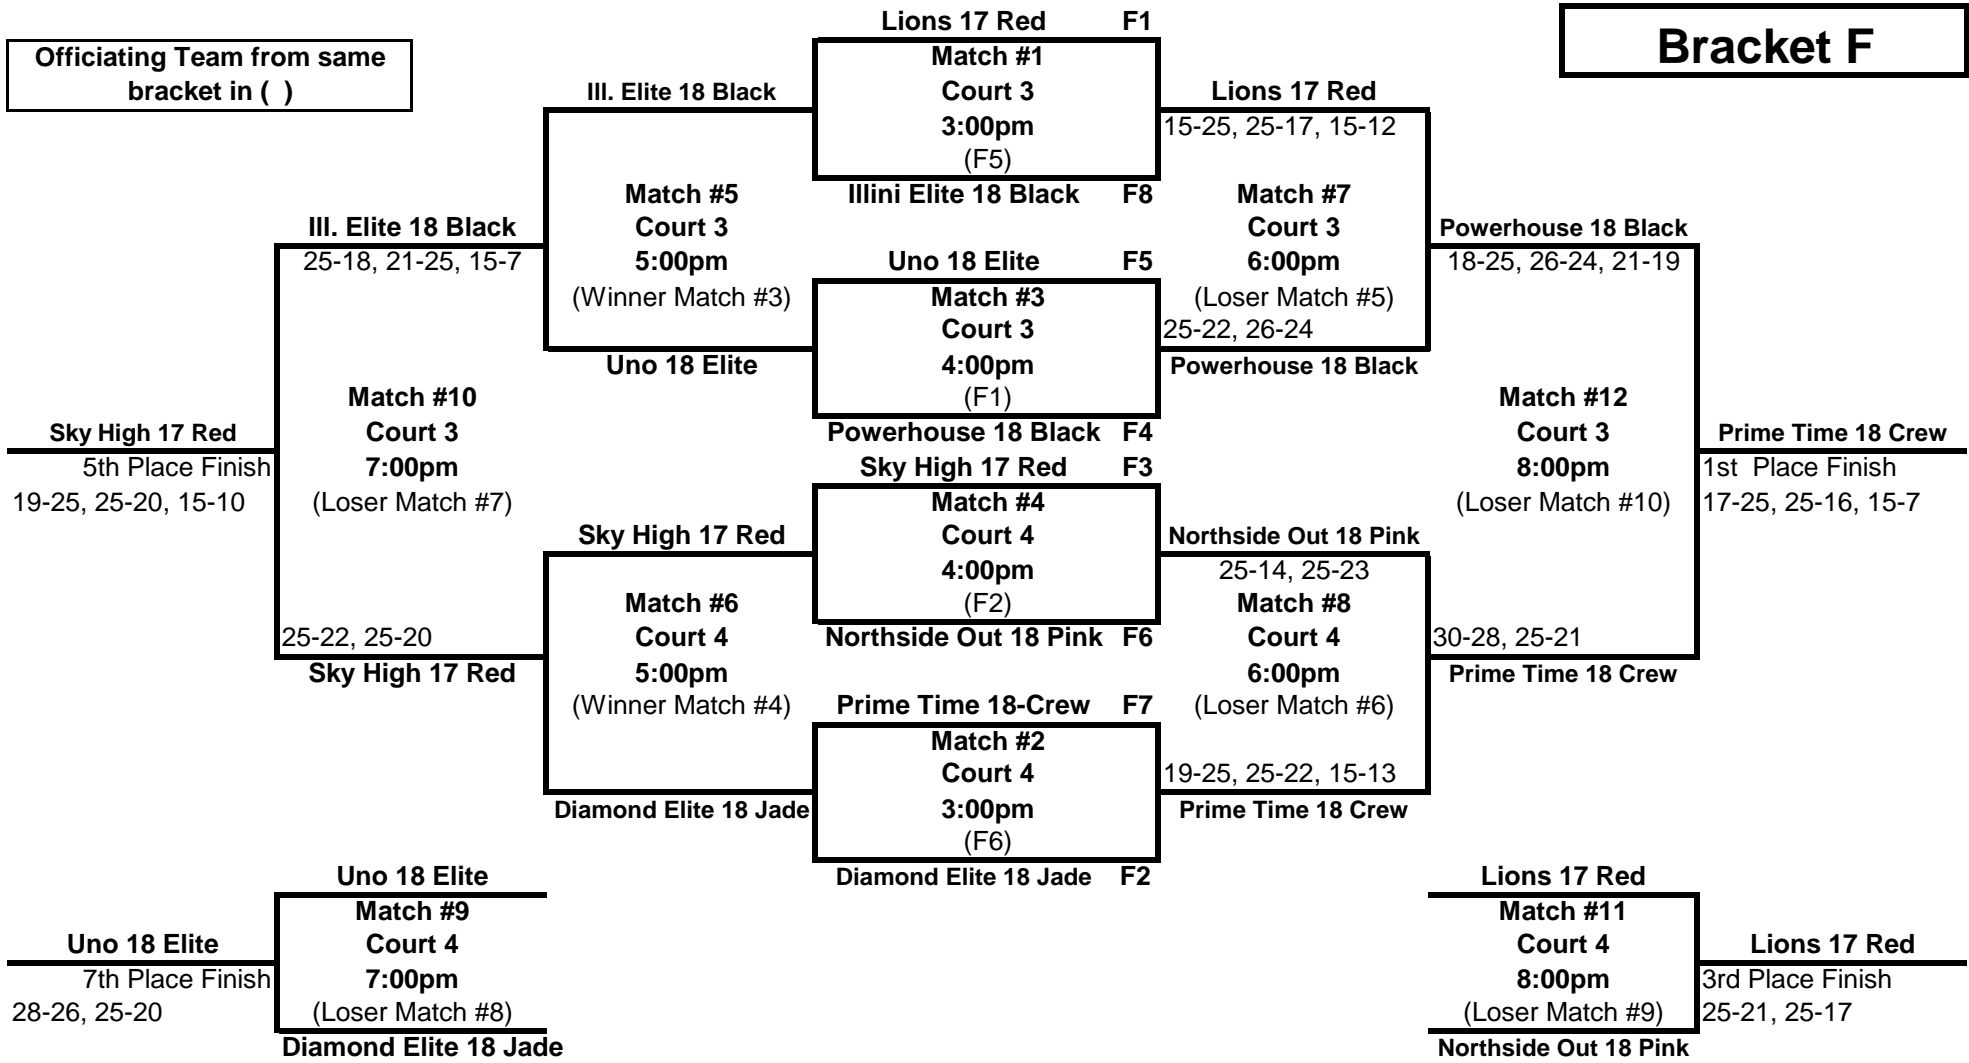 Lions 17 Red F1
Bracket F
Officiating Team from same
bracket in ( )
Match #1
Court 3
3:00pm
(F5)
Illini Elite 18 Black F8
Ill. Elite 18 Black
Lions 17 Red
15-25, 25-17, 15-12
Match #5
Court 3
5:00pm
(Winner Match #3)
Match #7
Court 3
6:00pm
(Loser Match #5)
Ill. Elite 18 Black
25-18, 21-25, 15-7
Powerhouse 18 Black
18-25, 26-24, 21-19
Uno 18 Elite F5
Match #3
Court 3
4:00pm
(F1)
Powerhouse 18 Black F4
Uno 18 Elite
25-22, 26-24
Powerhouse 18 Black
Match #10
Court 3
7:00pm
(Loser Match #7)
Match #12
Court 3
8:00pm
(Loser Match #10)
Sky High 17 Red
5th Place Finish
19-25, 25-20, 15-10
Prime Time 18 Crew
1st Place Finish
17-25, 25-16, 15-7
Sky High 17 Red F3
Match #4
Court 4
4:00pm
(F2)
Northside Out 18 Pink F6
Sky High 17 Red
Northside Out 18 Pink
25-14, 25-23
Match #6
Court 4
5:00pm
(Winner Match #4)
Match #8
Court 4
6:00pm
(Loser Match #6)
25-22, 25-20
Sky High 17 Red
30-28, 25-21
Prime Time 18 Crew
Prime Time 18-Crew F7
Match #2
Court 4
3:00pm
(F6)
Diamond Elite 18 Jade F2
Diamond Elite 18 Jade
19-25, 25-22, 15-13
Prime Time 18 Crew
Uno 18 Elite
Match #9
Court 4
7:00pm
(Loser Match #8)
Diamond Elite 18 Jade
Uno 18 Elite
7th Place Finish
28-26, 25-20
Lions 17 Red
Match #11
Court 4
8:00pm
(Loser Match #9)
Northside Out 18 Pink
Lions 17 Red
3rd Place Finish
25-21, 25-17